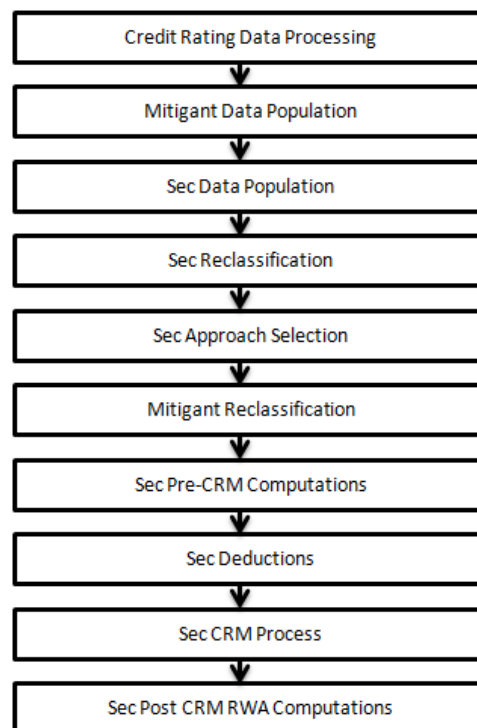 Credit Rating Data Processing
Mitigant Data Population
Sec Data Population
Sec Reclassification
Sec Approach Selection
Mitigant Reclassification
Sec Pre-CRM Computations
Sec Deductions
Sec CRM Process
Sec Post CRM RWA Computations